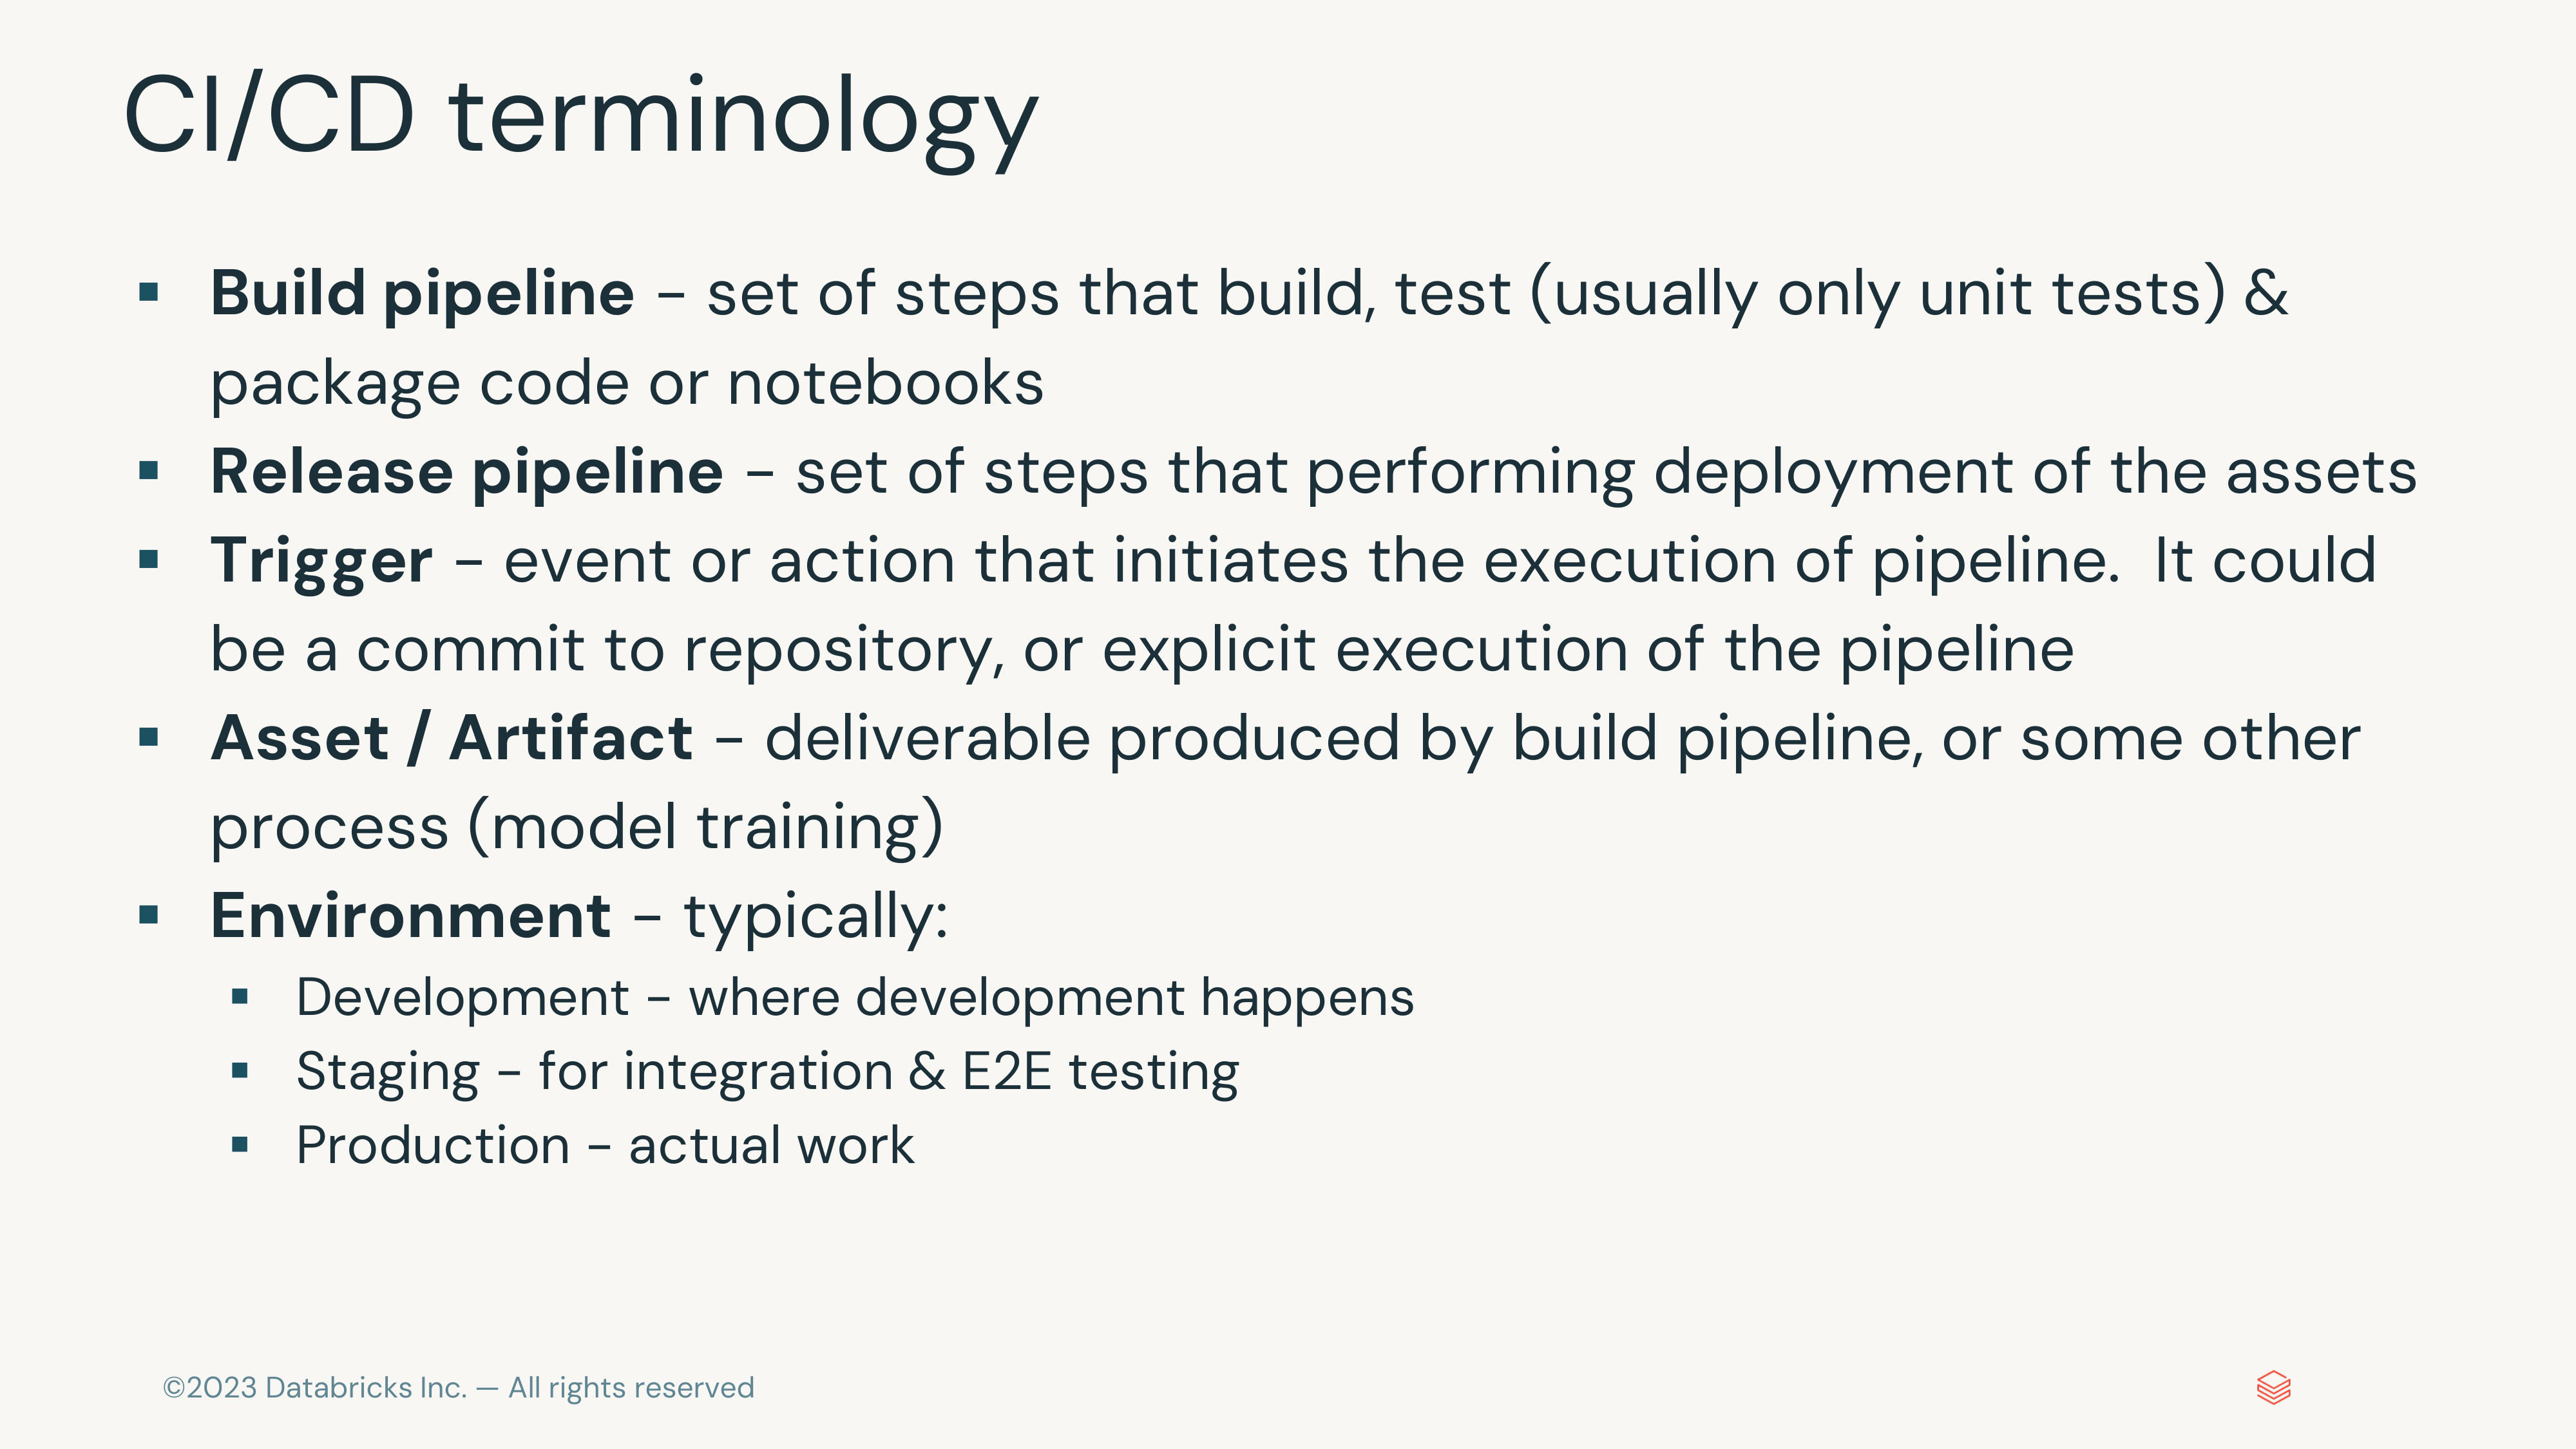 CI/CD terminology
▪ Build pipeline – set of steps that build, test (usually only unit tests) &
package code or notebooks
▪ Release pipeline – set of steps that performing deployment of the assets
▪ Trigger – event or action that initiates the execution of pipeline.  It could
be a commit to repository, or explicit execution of the pipeline
▪ Asset / Artifact – deliverable produced by build pipeline, or some other
process (model training)
▪ Environment – typically:
▪ Development – where development happens
▪ Staging – for integration & E2E testing
▪ Production – actual work
©2023 Databricks Inc. — All rights reserved